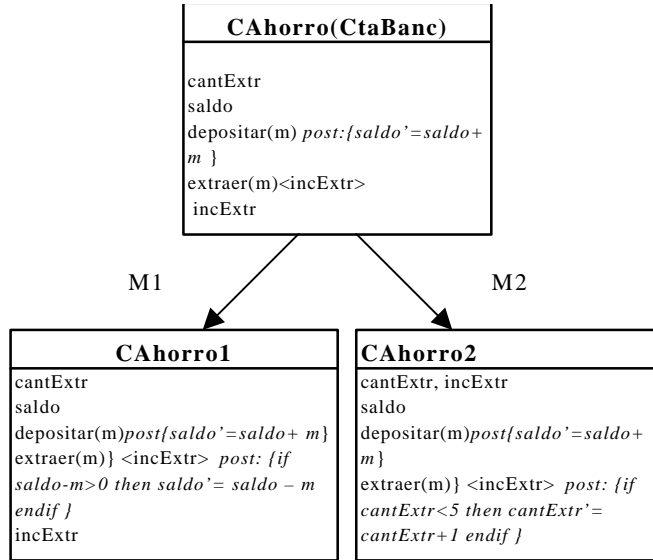 CAhorro(CtaBanc)
cantExtr
saldo
depositar(m) post:{saldo’=saldo+
m }
extraer(m)<incExtr>
incExtr
M1
M2
CAhorro1
cantExtr
saldo
depositar(m)post{saldo’=saldo+ m}
extraer(m)} <incExtr> post: {if
saldo-m>0 then saldo’= saldo – m
endif }
incExtr
CAhorro2
cantExtr, incExtr
saldo
depositar(m)post{saldo’=saldo+
m}
extraer(m)} <incExtr> post: {if
cantExtr<5 then cantExtr’=
cantExtr+1 endif }